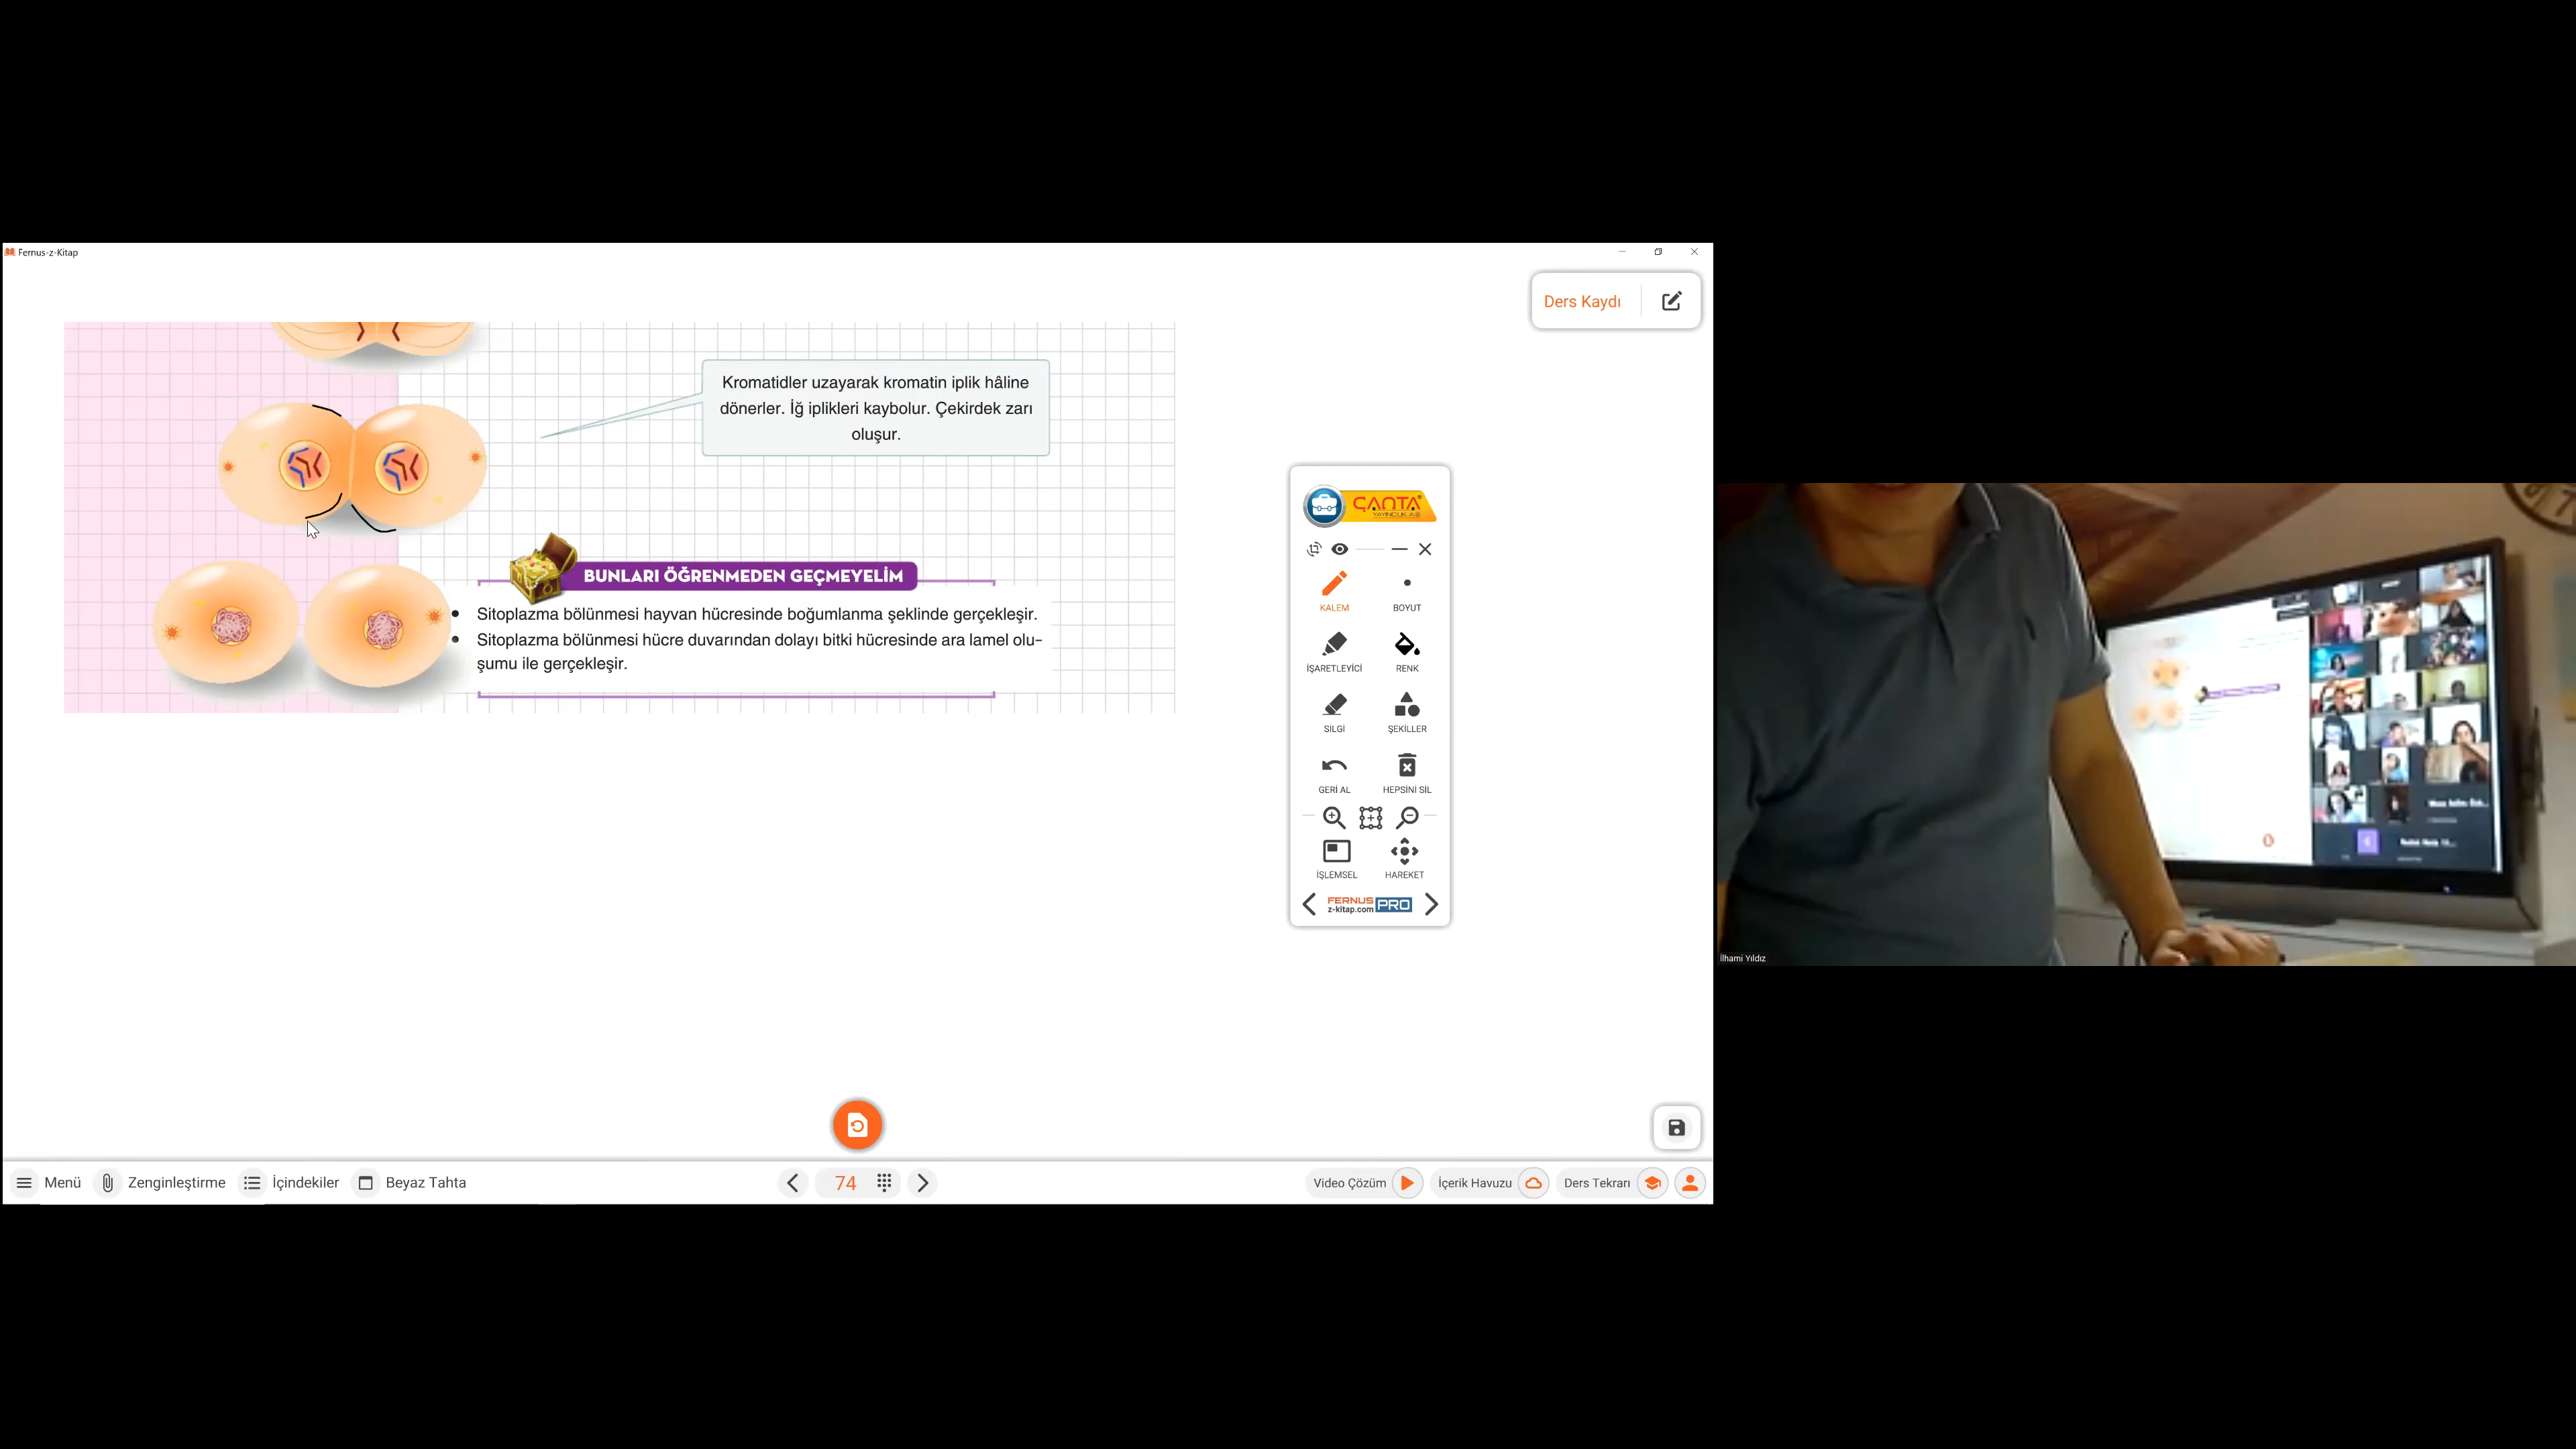 Fernus-z-Kitap
Ders Kaydı
Kromatidler uzayarak kromatin iplik hâline
dönerler. İğ iplikleri kaybolur. Çekirdek zarı
oluşur.
BUNLARI ÖĞRENMEDEN GEÇMEYELİM
• Sitoplazma bölünmesi hayvan hücresinde boğumlanma şeklinde gerçekleşir.
• Sitoplazma bölünmesi hücre duvarından dolayı bitki hücresinde ara lamel olu-
şumu ile gerçekleşir.
ÇANTA
YAYINCILIK A.Ş.
KALEM BOYUT
İŞARETLEYİCİ RENK
SİLGİ ŞEKİLLER
GERİ AL HEPSİNİ SİL
İŞLEMSEL HAREKET
FERNUS
z-kitap.com PRO
İlhami Yıldız
Menü Zenginleştirme İçindekiler Beyaz Tahta 74 Video Çözüm İçerik Havuzu Ders Tekrarı